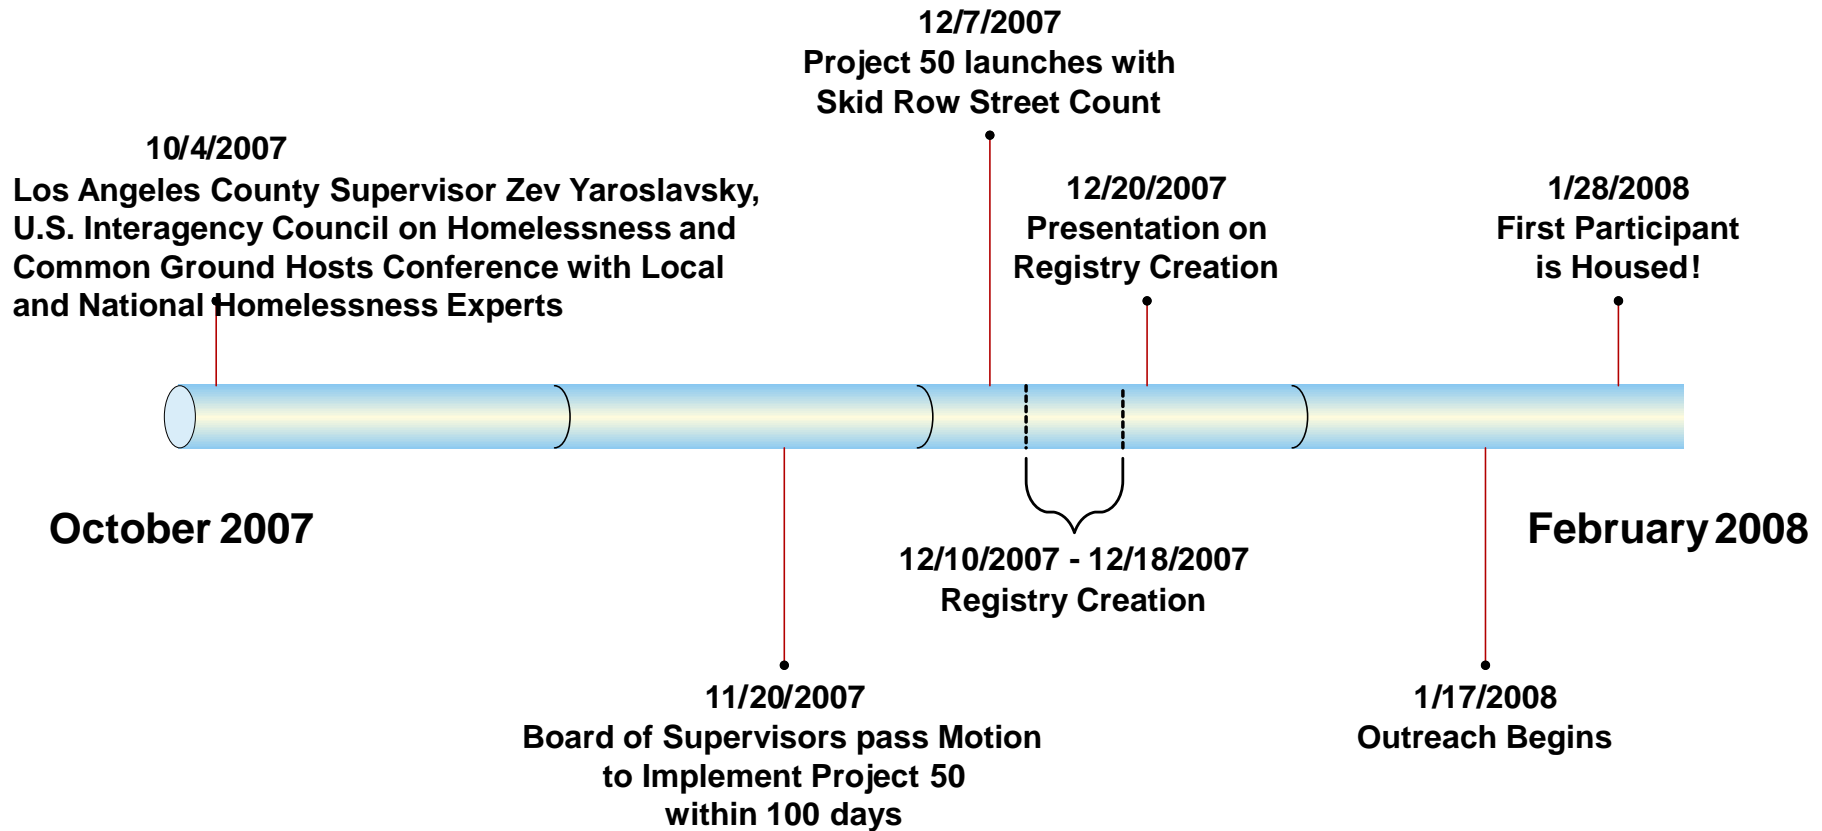 12/7/2007
Project 50 launches with
Skid Row Street Count
10/4/2007
Los Angeles County Supervisor Zev Yaroslavsky,
U.S. Interagency Council on Homelessness and
Common Ground Hosts Conference with Local
and National Homelessness Experts
12/20/2007
Presentation on
Registry Creation
1/28/2008
First Participant
is Housed!
October 2007
February 2008
12/10/2007 - 12/18/2007
Registry Creation
11/20/2007
Board of Supervisors pass Motion
to Implement Project 50
within 100 days
1/17/2008
Outreach Begins